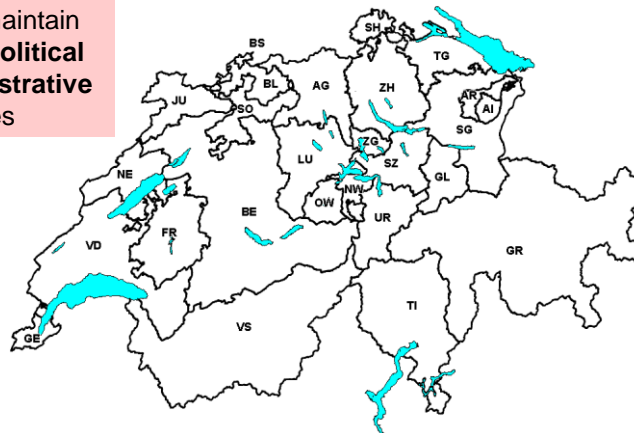 aintain
olitical
strative
es
SH
BS
TG
BL
AG
ZH
AR
AI
JU
SO
SG
ZG
LU
SZ
NE
GL
NW
OW
BE
UR
FR
VD
GR
TI
VS
GE